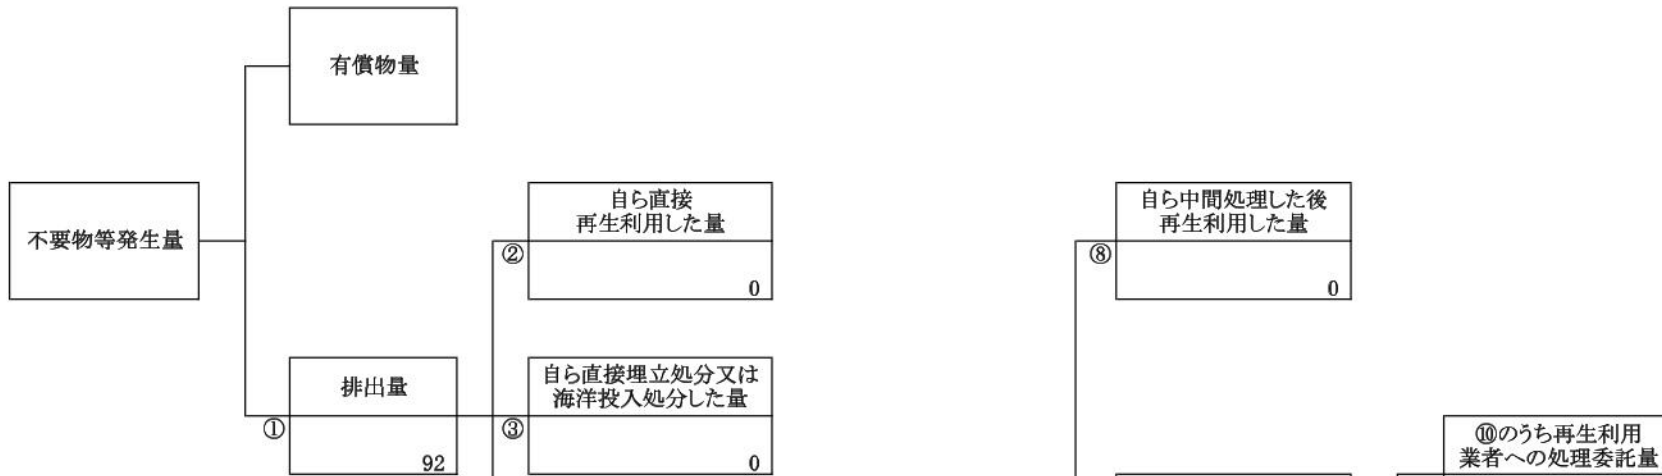 有償物量
不要物等発生量
自ら直接
再生利用した量
②
0
自ら中間処理した後
再生利用した量
⑧
0
排出量
①
92
自ら直接埋立処分又は
海洋投入処分した量
③
0
⑩のうち再生利用
業者への処理委託量